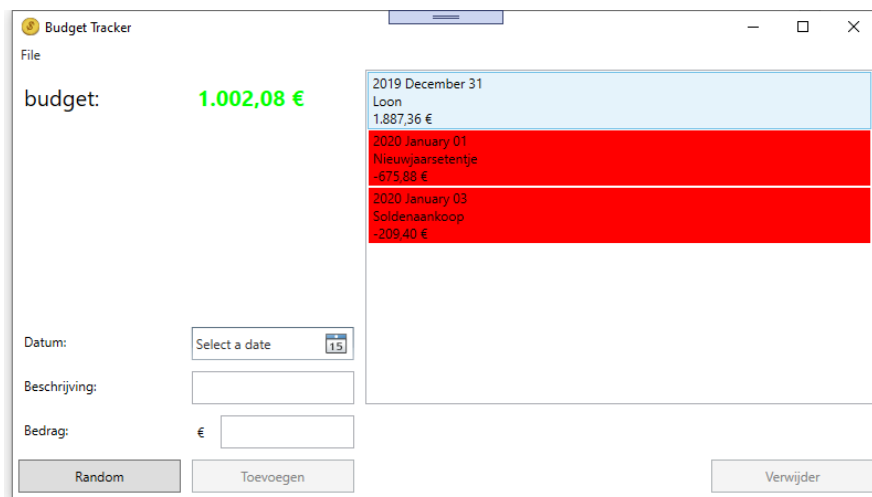 Budget Tracker
File
budget:
1.002,08 €
2019 December 31
Loon
1.887,36 €
2020 January 01
Nieuwjaarsetentje
-675,88 €
2020 January 03
Soldenaankoop
-209,40 €
Datum:
Select a date
15
Beschrijving:
Bedrag:
€
Random
Toevoegen
Verwijder